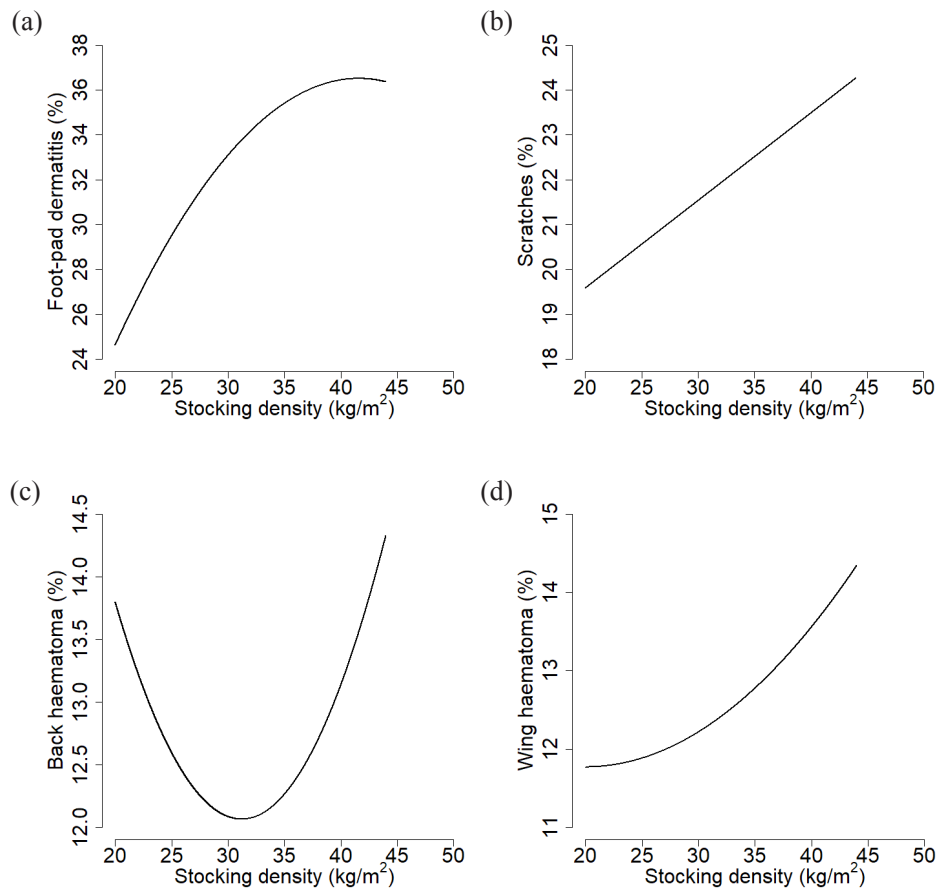 (a)
38
36
34
32
30
28
26
24
Foot-pad dermatitis (%)
20 25 30 35 40 45 50
Stocking density (kg/m²)
(b)
25
24
23
22
21
20
19
18
Scratches (%)
20 25 30 35 40 45 50
Stocking density (kg/m²)
(c)
14.5
14.0
13.5
13.0
12.5
12.0
Back haematoma (%)
20 25 30 35 40 45 50
Stocking density (kg/m²)
(d)
15
14
13
12
11
Wing haematoma (%)
20 25 30 35 40 45 50
Stocking density (kg/m²)